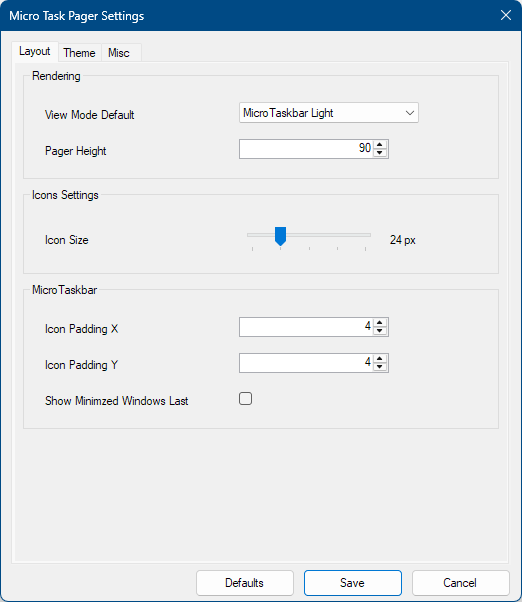 Micro Task Pager Settings
Layout Theme Misc
Rendering
View Mode Default MicroTaskbar Light
Pager Height 90
Icons Settings
Icon Size 24 px
MicroTaskbar
Icon Padding X 4
Icon Padding Y 4
Show Minimzed Windows Last
Defaults Save Cancel